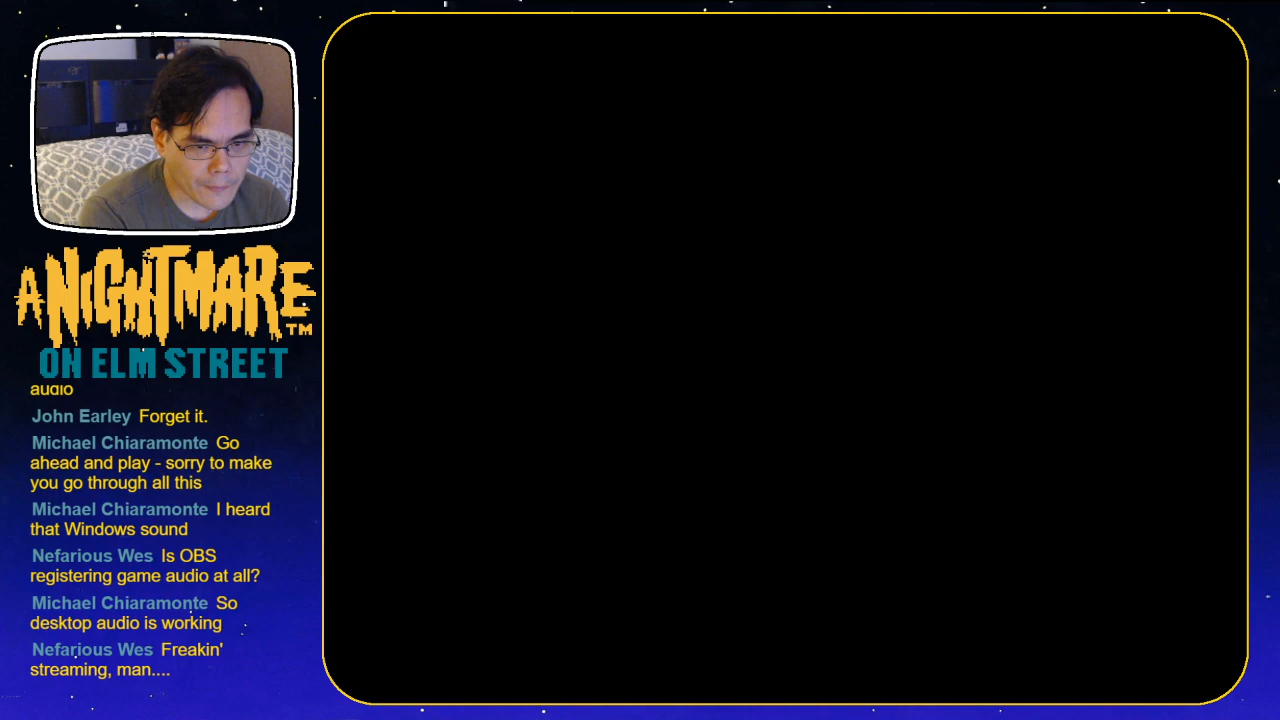 A NIGHTMARE™
ON ELM STREET
audio
John Earley Forget it.
Michael Chiaramonte Go
ahead and play - sorry to make
you go through all this
Michael Chiaramonte I heard
that Windows sound
Nefarious Wes Is OBS
registering game audio at all?
Michael Chiaramonte So
desktop audio is working
Nefarious Wes Freakin'
streaming, man....